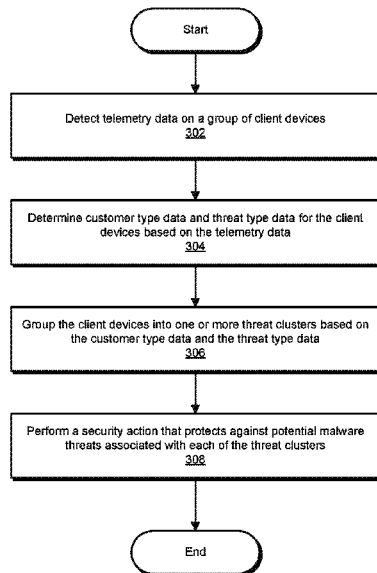 Start
Detect telemetry data on a group of client devices
302
Determine customer type data and threat type data for the client
devices based on the telemetry data
304
Group the client devices into one or more threat clusters based on
the customer type data and the threat type data
306
Perform a security action that protects against potential malware
threats associated with each of the threat clusters
308
End